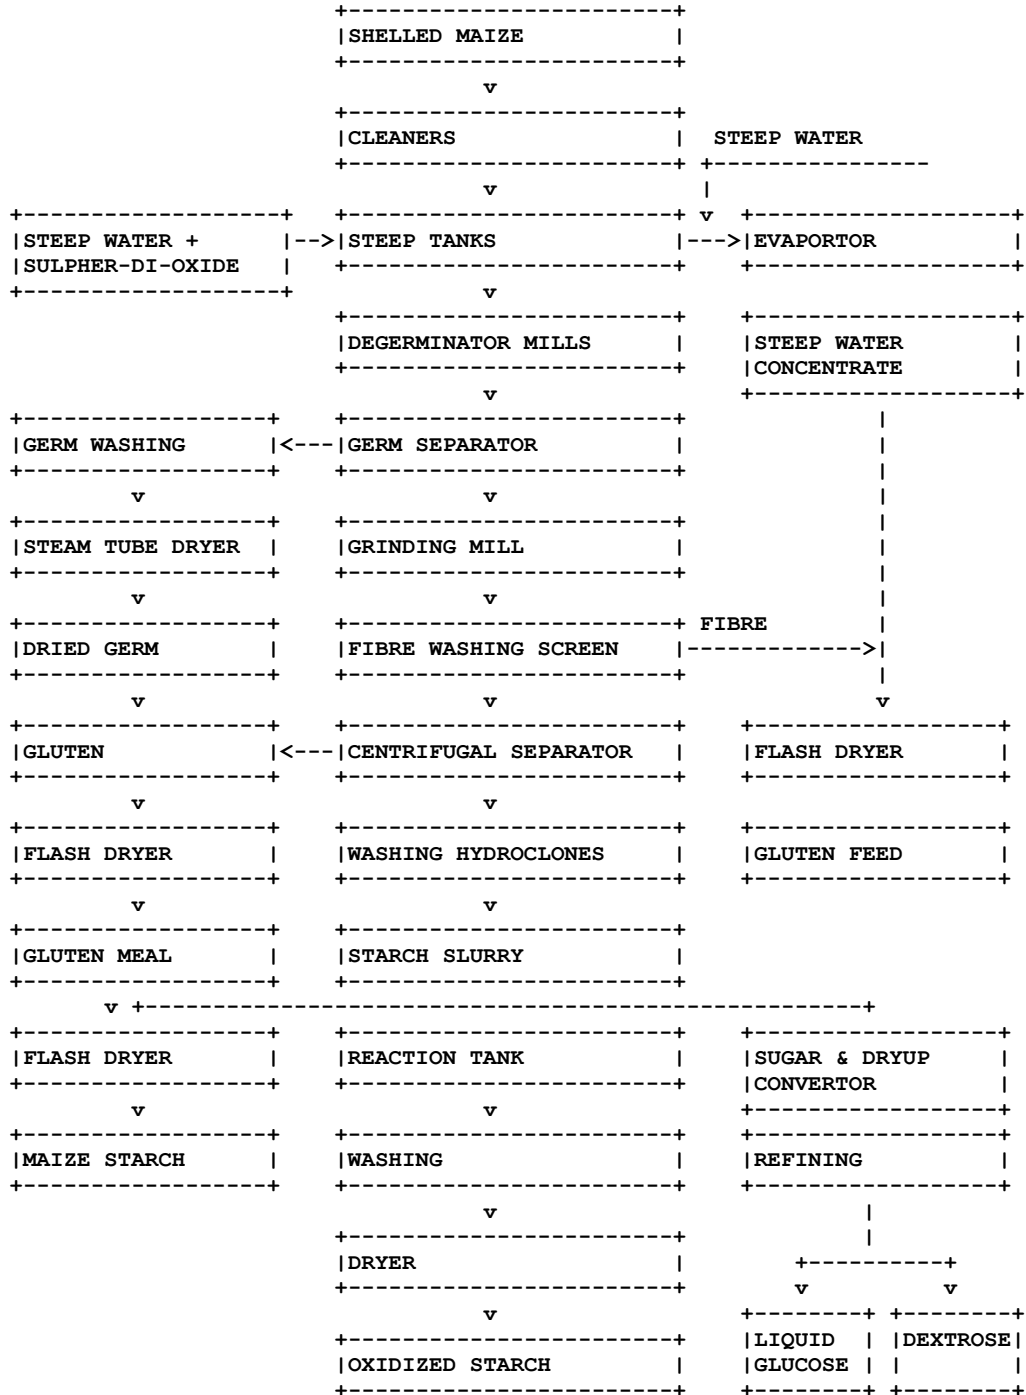 SHELLED MAIZE
CLEANERS
STEEP WATER
STEEP WATER +
SULPHER-DI-OXIDE
STEEP TANKS
EVAPORTOR
DEGERMINATOR MILLS
STEEP WATER
CONCENTRATE
GERM WASHING
GERM SEPARATOR
STEAM TUBE DRYER
GRINDING MILL
FIBRE
DRIED GERM
FIBRE WASHING SCREEN
GLUTEN
CENTRIFUGAL SEPARATOR
FLASH DRYER
FLASH DRYER
WASHING HYDROCLONES
GLUTEN FEED
GLUTEN MEAL
STARCH SLURRY
FLASH DRYER
REACTION TANK
SUGAR & DRYUP
CONVERTOR
MAIZE STARCH
WASHING
REFINING
DRYER
OXIDIZED STARCH
LIQUID
GLUCOSE
DEXTROSE